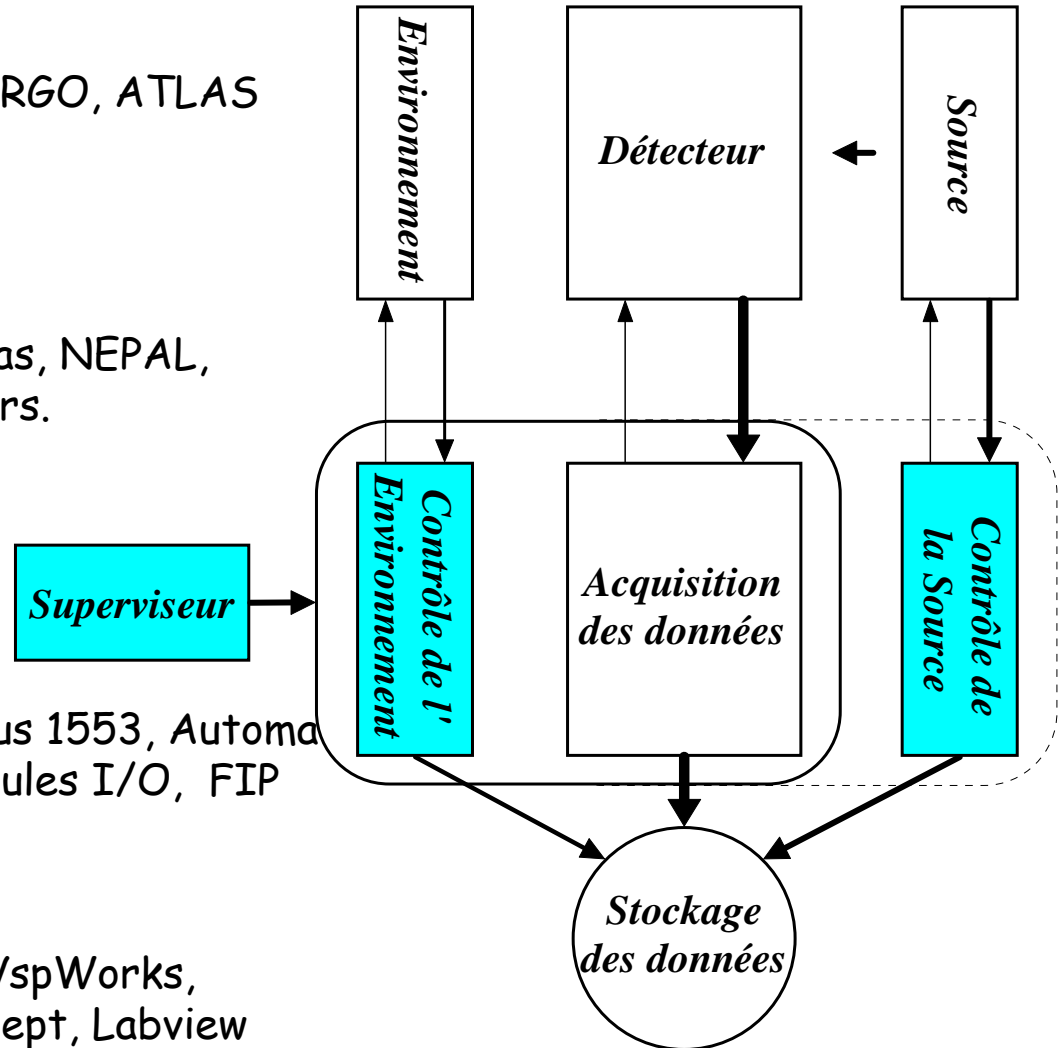 RGO, ATLAS
as, NEPAL,
rs.
us 1553, Automa
ules I/O, FIP
VspWorks,
ept, Labview
Environnement
Détecteur
Source
Superviseur
Contrôle de l'
Environnement
Acquisition
des données
Contrôle de
la Source
Stockage
des données